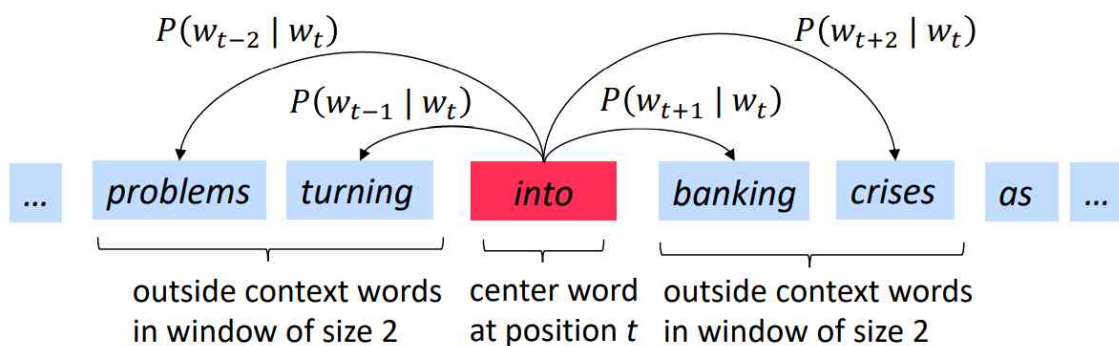 P(w_{t−2} | w_t) P(w_{t+2} | w_t)
P(w_{t−1} | w_t) P(w_{t+1} | w_t)
... problems turning into banking crises as ...
outside context words center word outside context words
in window of size 2 at position t in window of size 2